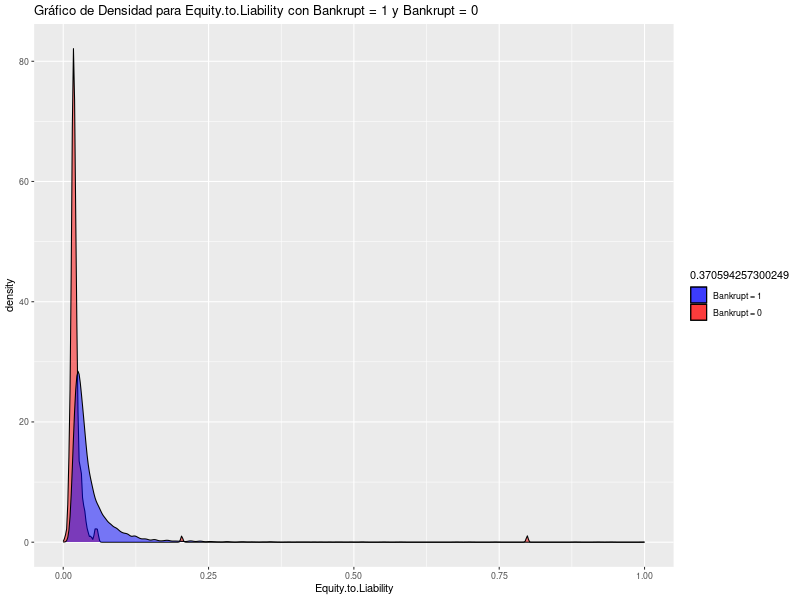 Gráfico de Densidad para Equity.to.Liability con Bankrupt = 1 y Bankrupt = 0
80
60
40
20
0
density
0.00 0.25 0.50 0.75 1.00
Equity.to.Liability
0.370594257300249
Bankrupt = 1
Bankrupt = 0